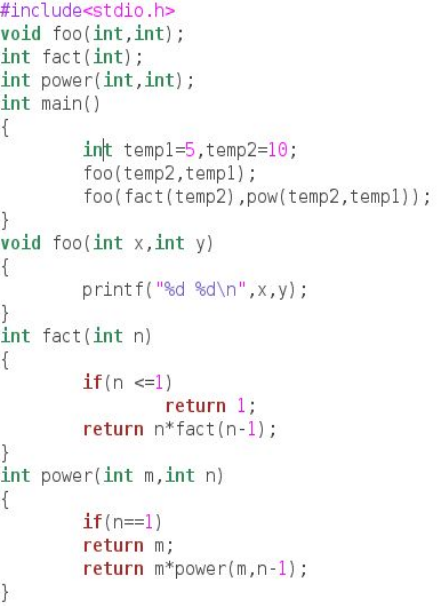 #include<stdio.h>
void foo(int,int);
int fact(int);
int power(int,int);
int main()
{
        int temp1=5,temp2=10;
        foo(temp2,temp1);
        foo(fact(temp2),pow(temp2,temp1));
}
void foo(int x,int y)
{
        printf("%d %d\n",x,y);
}
int fact(int n)
{
        if(n <=1)
                return 1;
        return n*fact(n-1);
}
int power(int m,int n)
{
        if(n==1)
        return m;
        return m*power(m,n-1);
}